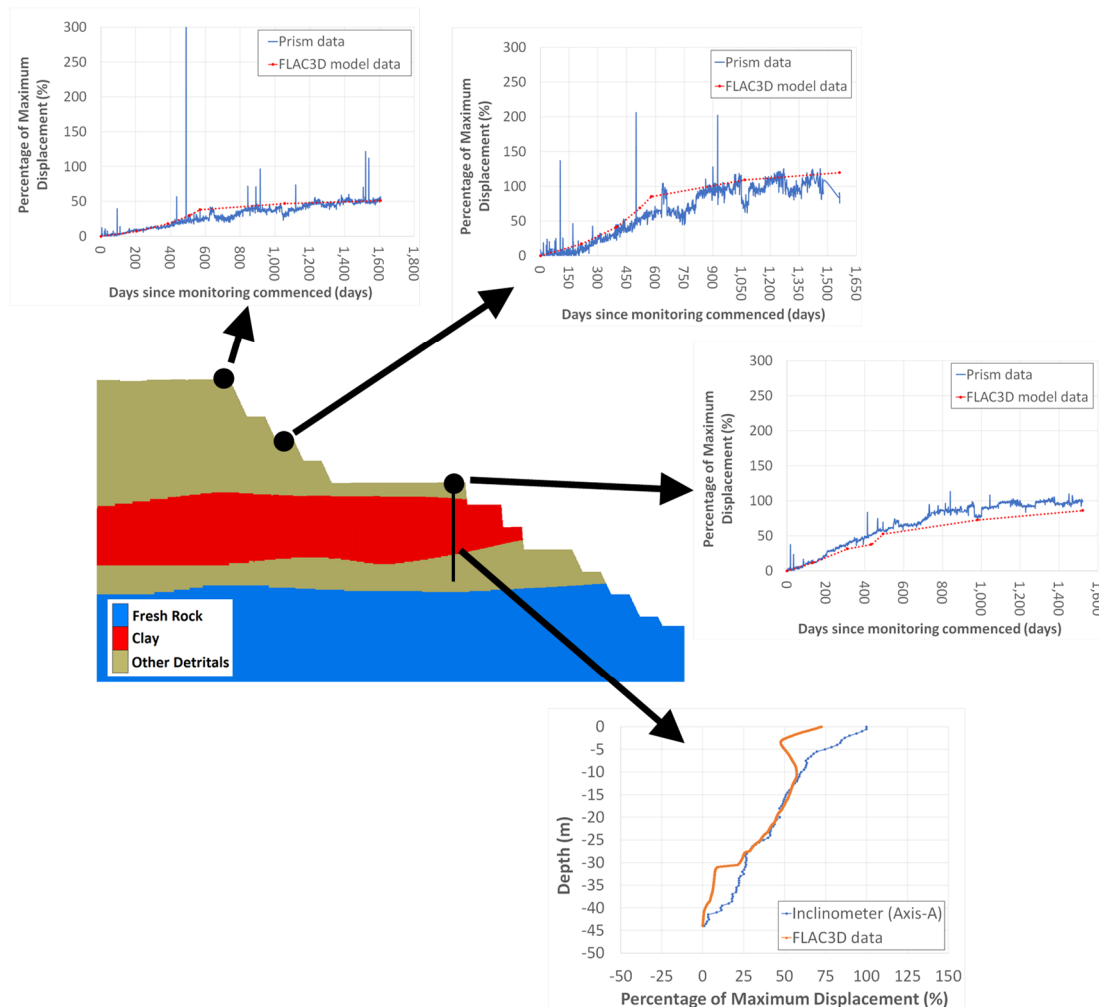 300
250
200
150
100
50
0
Percentage of Maximum
Displacement (%)
Prism data
FLAC3D model data
0
200
400
600
800
1,000
1,200
1,400
1,600
1,800
Days since monitoring commenced (days)
300
250
200
150
100
50
0
Percentage of Maximum
Displacement (%)
Prism data
FLAC3D model data
0
150
300
450
600
750
900
1,050
1,200
1,350
1,500
1,650
Days since monitoring commenced (days)
300
250
200
150
100
50
0
Percentage of Maximum
Displacement (%)
Prism data
FLAC3D model data
0
200
400
600
800
1,000
1,200
1,400
1,600
Days since monitoring commenced (days)
Fresh Rock
Clay
Other Detritals
0
-5
-10
-15
-20
-25
-30
-35
-40
-45
-50
Depth (m)
Inclinometer (Axis-A)
FLAC3D data
-50 -25 0 25 50 75 100 125 150
Percentage of Maximum Displacement (%)